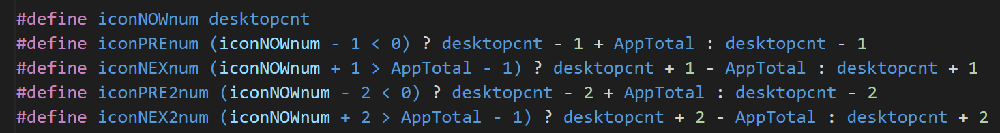 #define iconNOWnum desktopcnt
#define iconPREnum (iconNOWnum - 1 < 0) ? desktopcnt - 1 + AppTotal : desktopcnt - 1
#define iconNEXnum (iconNOWnum + 1 > AppTotal - 1) ? desktopcnt + 1 - AppTotal : desktopcnt + 1
#define iconPRE2num (iconNOWnum - 2 < 0) ? desktopcnt - 2 + AppTotal : desktopcnt - 2
#define iconNEX2num (iconNOWnum + 2 > AppTotal - 1) ? desktopcnt + 2 - AppTotal : desktopcnt + 2